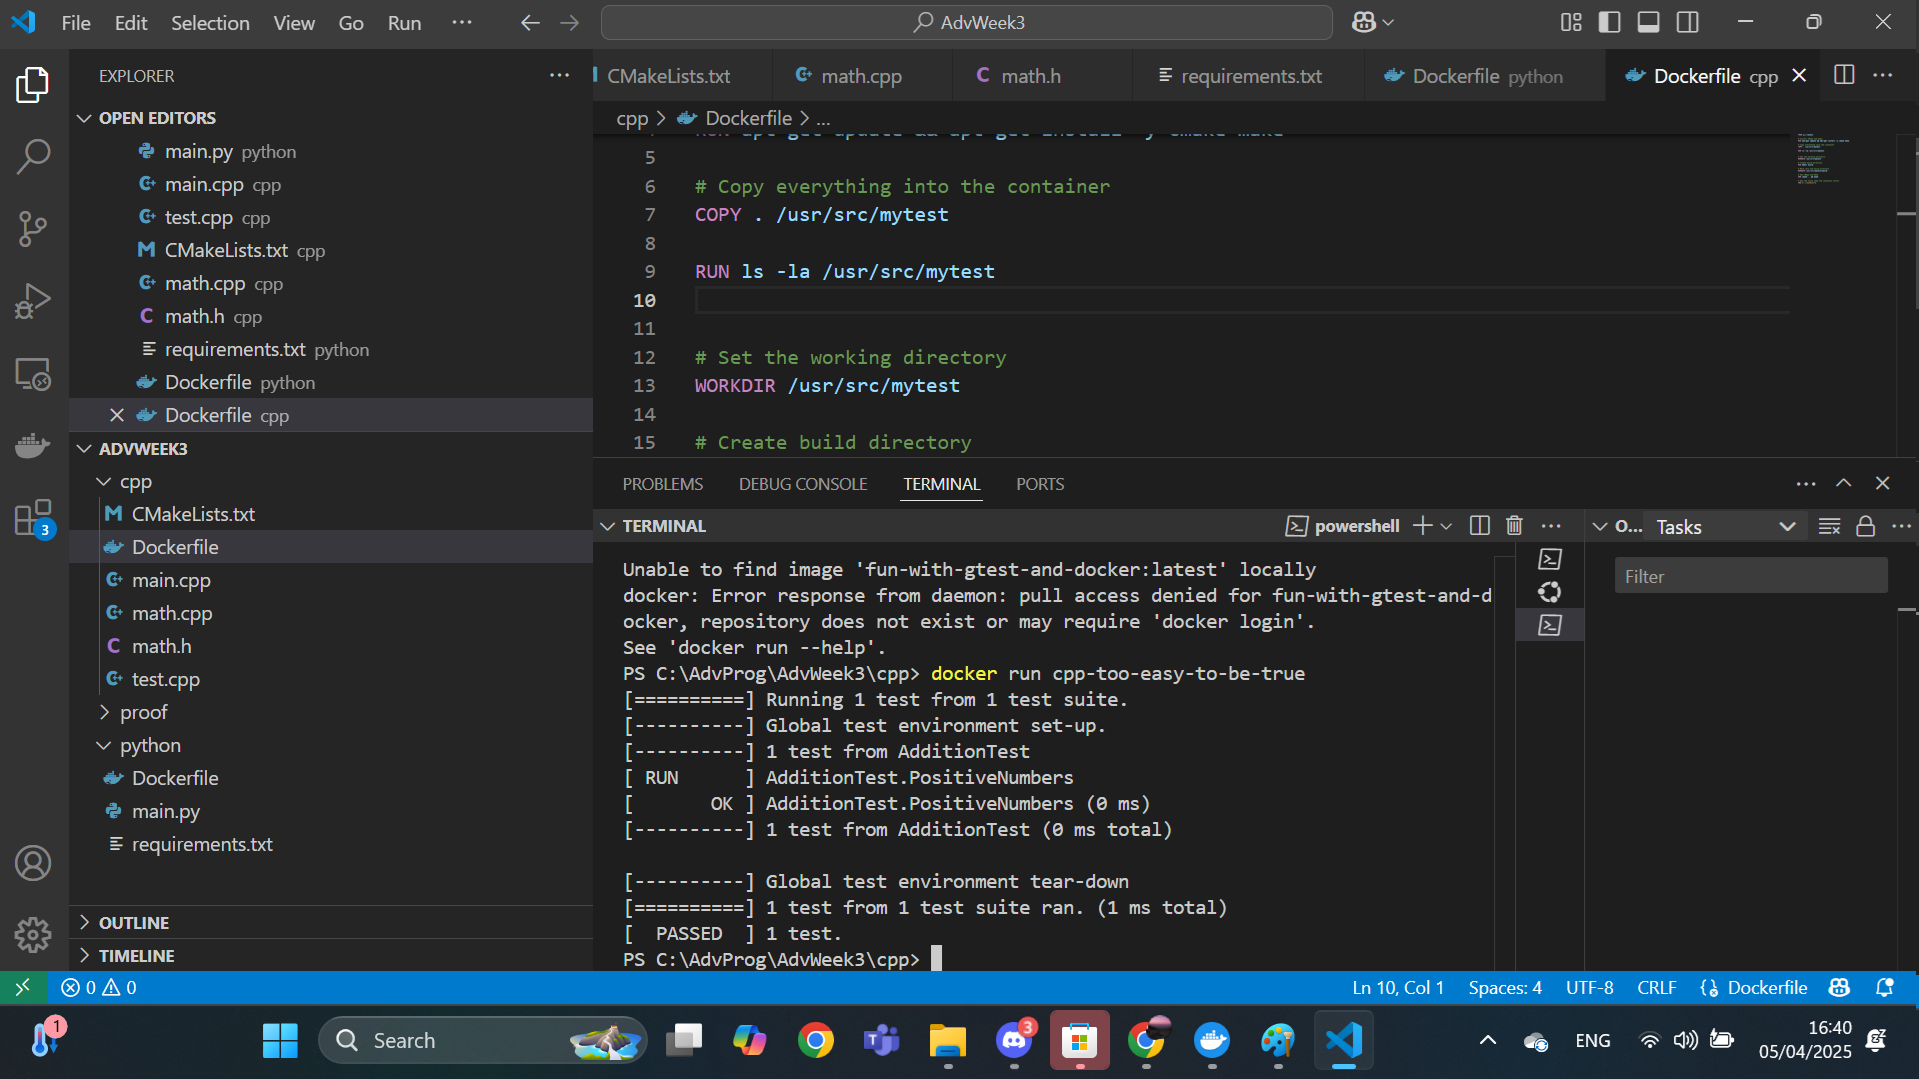 File Edit Selection View Go Run ··· AdvWeek3
EXPLORER
OPEN EDITORS
main.py python
main.cpp cpp
test.cpp cpp
CMakeLists.txt cpp
math.cpp cpp
math.h cpp
requirements.txt python
Dockerfile python
Dockerfile cpp
ADVWEEK3
cpp
CMakeLists.txt
Dockerfile
main.cpp
math.cpp
math.h
test.cpp
proof
python
Dockerfile
main.py
requirements.txt
OUTLINE
TIMELINE
3
CMakeLists.txt math.cpp math.h requirements.txt Dockerfile python Dockerfile cpp
cpp > Dockerfile > ...
5
6 # Copy everything into the container
7 COPY . /usr/src/mytest
8
9 RUN ls -la /usr/src/mytest
10
11
12 # Set the working directory
13 WORKDIR /usr/src/mytest
14
15 # Create build directory
PROBLEMS DEBUG CONSOLE TERMINAL PORTS
TERMINAL powershell O... Tasks
Filter
Unable to find image 'fun-with-gtest-and-docker:latest' locally
docker: Error response from daemon: pull access denied for fun-with-gtest-and-d
ocker, repository does not exist or may require 'docker login'.
See 'docker run --help'.
PS C:\AdvProg\AdvWeek3\cpp> docker run cpp-too-easy-to-be-true
[==========] Running 1 test from 1 test suite.
[----------] Global test environment set-up.
[----------] 1 test from AdditionTest
[ RUN      ] AdditionTest.PositiveNumbers
[       OK ] AdditionTest.PositiveNumbers (0 ms)
[----------] 1 test from AdditionTest (0 ms total)
[----------] Global test environment tear-down
[==========] 1 test from 1 test suite ran. (1 ms total)
[  PASSED  ] 1 test.
PS C:\AdvProg\AdvWeek3\cpp>
0 0 Ln 10, Col 1 Spaces: 4 UTF-8 CRLF Dockerfile
1 Search 3 ENG 16:40
05/04/2025